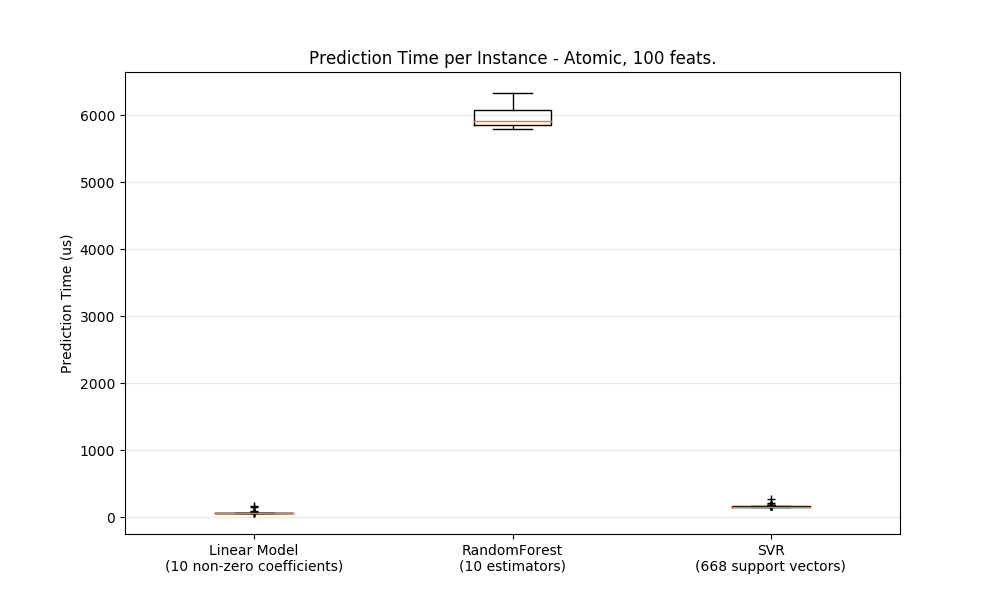 Prediction Time per Instance - Atomic, 100 feats.
Prediction Time (us)
6000
5000
4000
3000
2000
1000
0
Linear Model
(10 non-zero coefficients)
RandomForest
(10 estimators)
SVR
(668 support vectors)